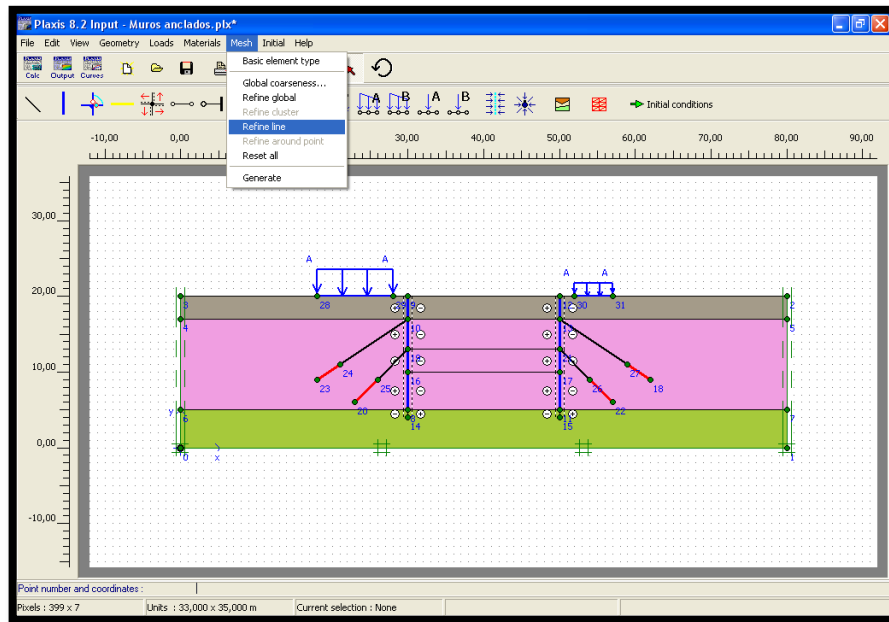 Plaxis 8.2 Input - Muros anclados.plx*
File Edit View Geometry Loads Materials Mesh Initial Help
Calc Output Curves
Basic element type
Global coarseness...
Refine global
Refine cluster
Refine line
Refine around point
Reset all
Generate
A B A B
Initial conditions
-10,00 0,00 30,00 40,00 50,00 60,00 70,00 80,00 90,00
30,00
20,00
10,00
0,00
-10,00
A A A A
3 28 9 30 31 2
4 10 5
24 27
23 25 16 17 26 18
20 22
y 6 7
14 15
0 x 1
Point number and coordinates :
Pixels : 399 x 7 Units : 33,000 x 35,000 m Current selection : None